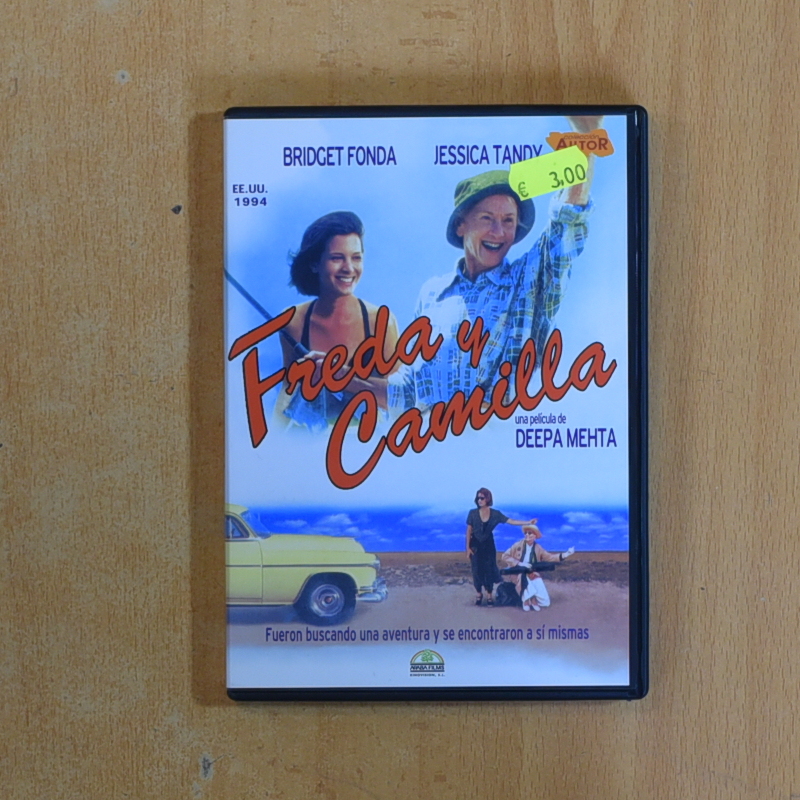 BRIDGET FONDA
JESSICA TANDY
AUTOR
€ 3,00
EE.UU.
1994
Freda y
Camilla
una película de
DEEPA MEHTA
Fueron buscando una aventura y se encontraron a sí mismas